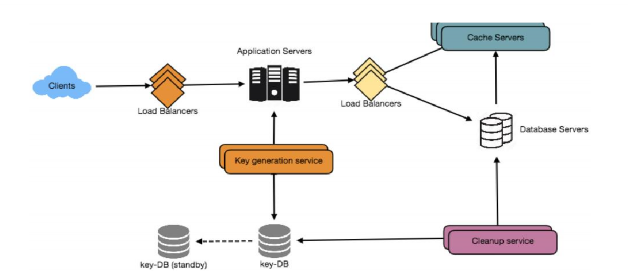 Cache Servers
Application Servers
Clients
Load Balancers
Load Balancers
Database Servers
Key generation service
Cleanup service
key-DB (standby)
key-DB